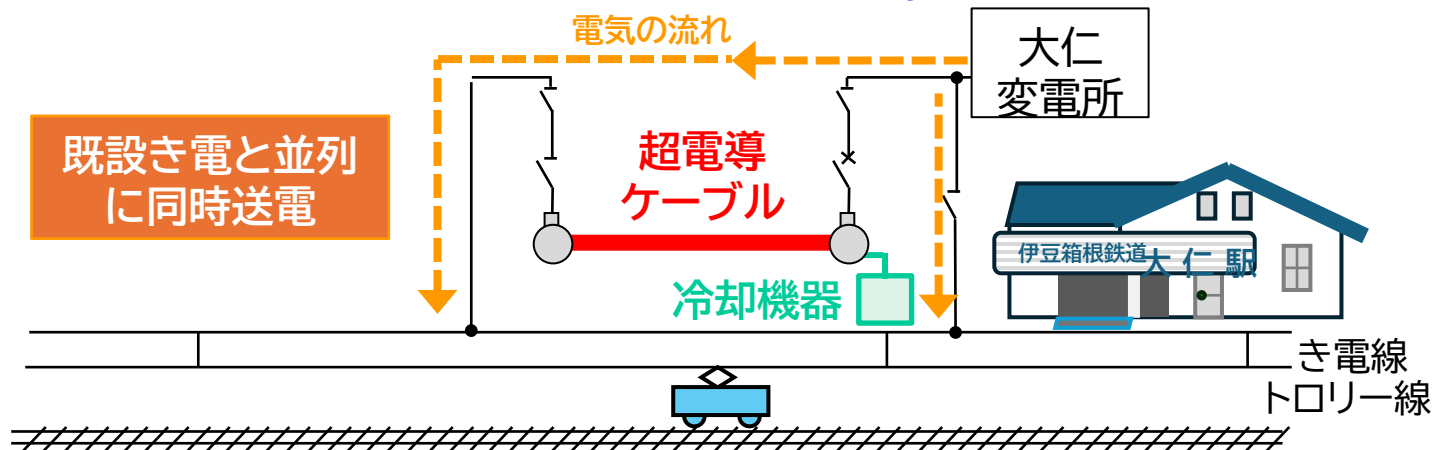 電気の流れ
大仁
変電所
既設き電と並列
に同時送電
超電導
ケーブル
伊豆箱根鉄道
大仁駅
冷却機器
き電線
トロリー線